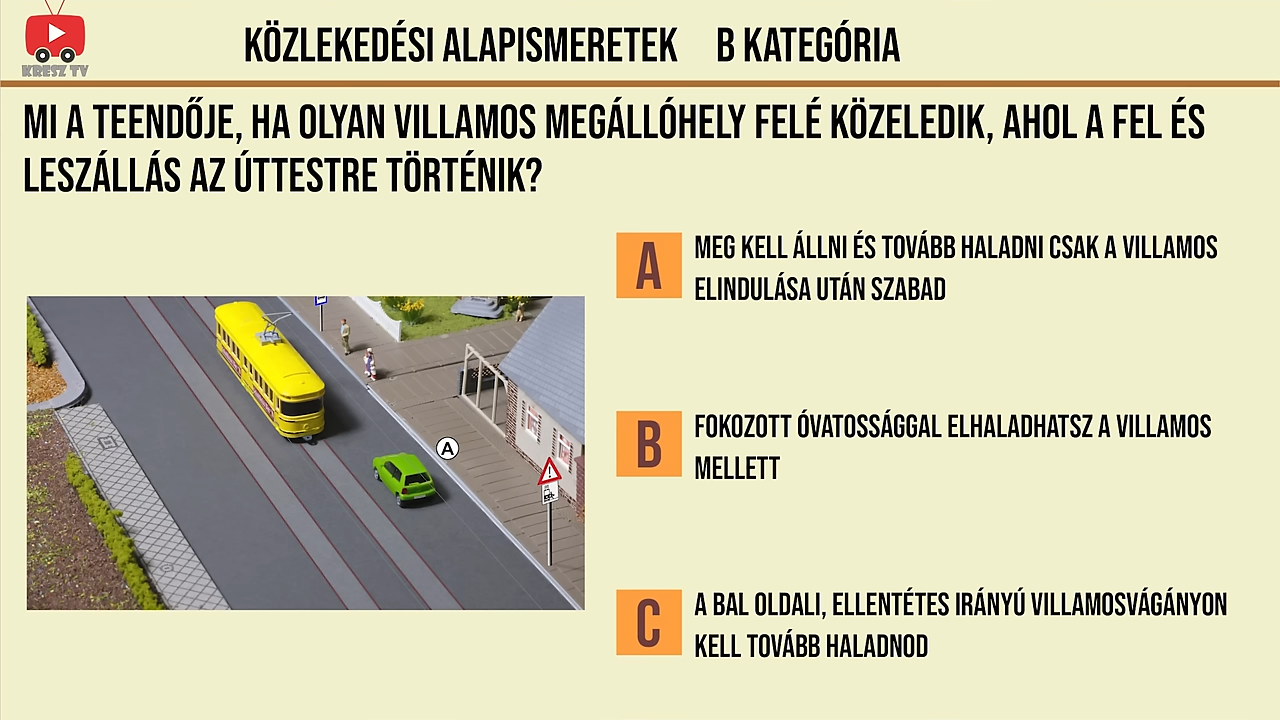 KRESZ TV
KÖZLEKEDÉSI ALAPISMERETEK B KATEGÓRIA
MI A TEENDŐJE, HA OLYAN VILLAMOS MEGÁLLÓHELY FELÉ KÖZELEDIK, AHOL A FEL ÉS
LESZÁLLÁS AZ ÚTTESTRE TÖRTÉNIK?
A
MEG KELL ÁLLNI ÉS TOVÁBB HALADNI CSAK A VILLAMOS
ELINDULÁSA UTÁN SZABAD
A
B
FOKOZOTT ÓVATOSSÁGGAL ELHALADHATSZ A VILLAMOS
MELLETT
C
A BAL OLDALI, ELLENTÉTES IRÁNYÚ VILLAMOSVÁGÁNYON
KELL TOVÁBB HALADNOD